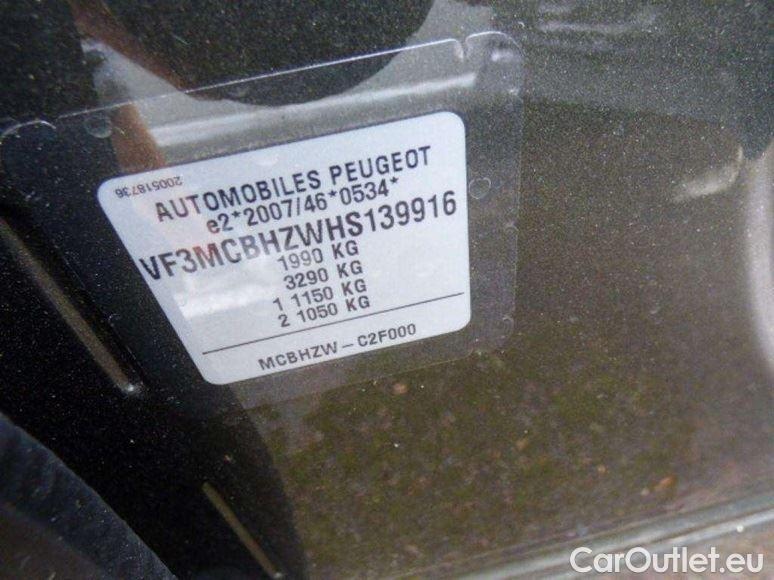 200518736
AUTOMOBILES PEUGEOT
e2*2007/46*0534*
VF3MCBHZWHS139916
1990 KG
3290 KG
1 1150 KG
2 1050 KG
MCBHZW – C2F000
CarOutlet.eu